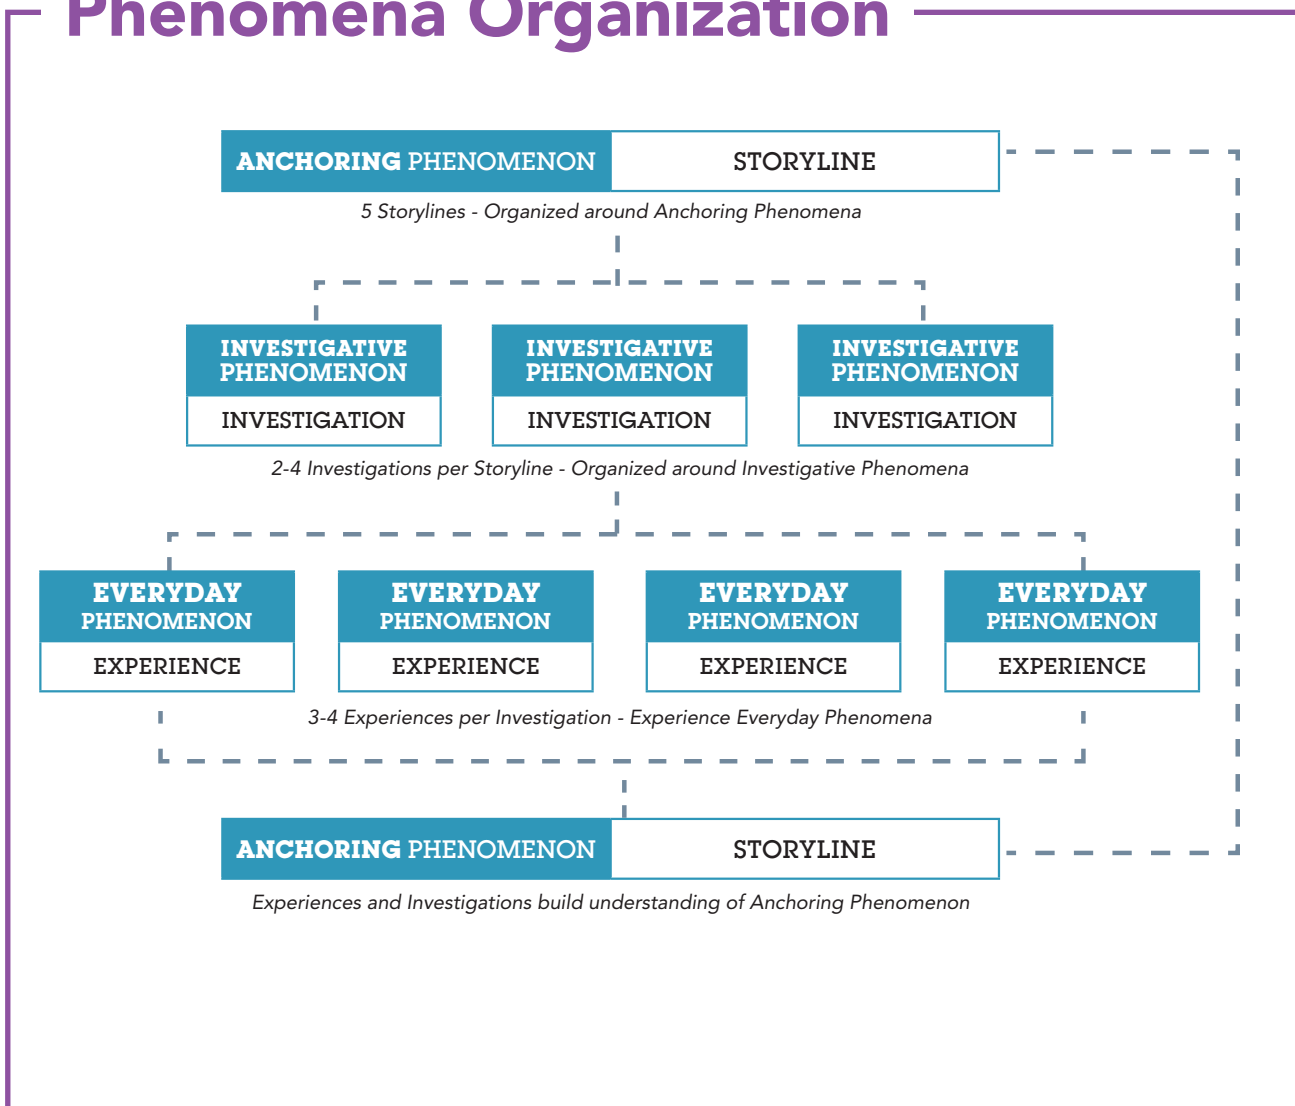 Phenomena Organization
ANCHORING PHENOMENON STORYLINE
5 Storylines - Organized around Anchoring Phenomena
INVESTIGATIVE
PHENOMENON
INVESTIGATION
INVESTIGATIVE
PHENOMENON
INVESTIGATION
INVESTIGATIVE
PHENOMENON
INVESTIGATION
2-4 Investigations per Storyline - Organized around Investigative Phenomena
EVERYDAY
PHENOMENON
EXPERIENCE
EVERYDAY
PHENOMENON
EXPERIENCE
EVERYDAY
PHENOMENON
EXPERIENCE
EVERYDAY
PHENOMENON
EXPERIENCE
3-4 Experiences per Investigation - Experience Everyday Phenomena
ANCHORING PHENOMENON STORYLINE
Experiences and Investigations build understanding of Anchoring Phenomenon